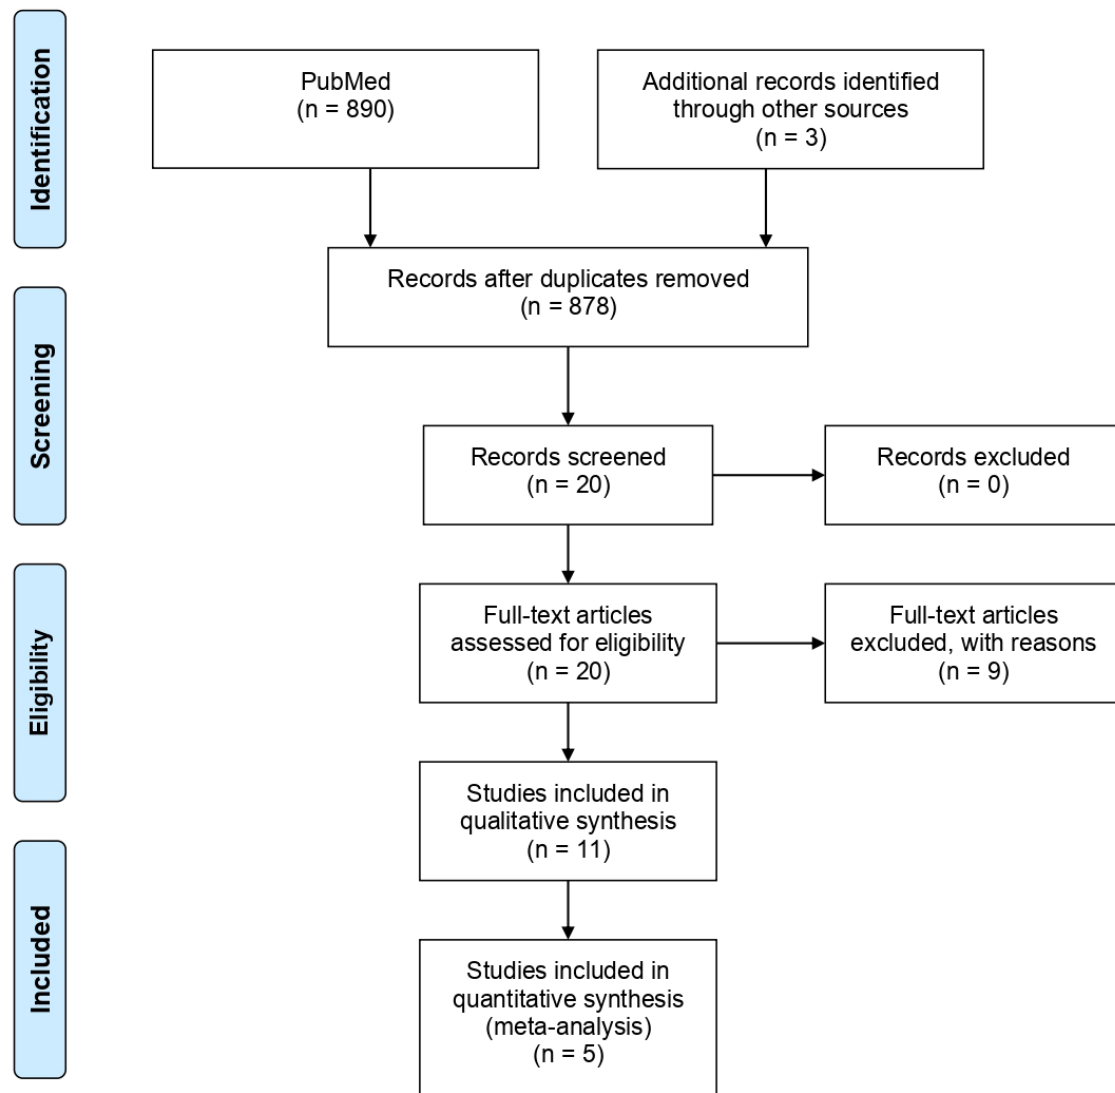 Identification
PubMed
(n = 890)
Additional records identified
through other sources
(n = 3)
Records after duplicates removed
(n = 878)
Screening
Records screened
(n = 20)
Records excluded
(n = 0)
Eligibility
Full-text articles
assessed for eligibility
(n = 20)
Full-text articles
excluded, with reasons
(n = 9)
Studies included in
qualitative synthesis
(n = 11)
Included
Studies included in
quantitative synthesis
(meta-analysis)
(n = 5)